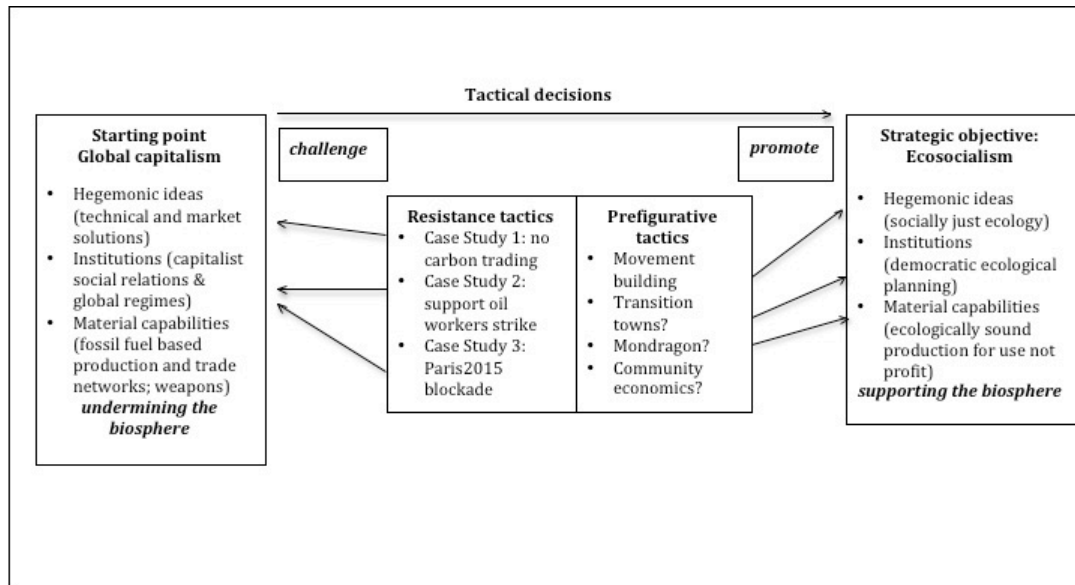 Tactical decisions
Starting point
Global capitalism
• Hegemonic ideas
(technical and market
solutions)
• Institutions (capitalist
social relations &
global regimes)
• Material capabilities
(fossil fuel based
production and trade
networks; weapons)
undermining the
biosphere
challenge
promote
Resistance tactics
• Case Study 1: no
carbon trading
• Case Study 2:
support oil
workers strike
• Case Study 3:
Paris2015
blockade
Prefigurative
tactics
• Movement
building
• Transition
towns?
• Mondragon?
• Community
economics?
Strategic objective:
Ecosocialism
• Hegemonic ideas
(socially just ecology)
• Institutions
(democratic ecological
planning)
• Material capabilities
(ecologically sound
production for use not
profit)
supporting the biosphere